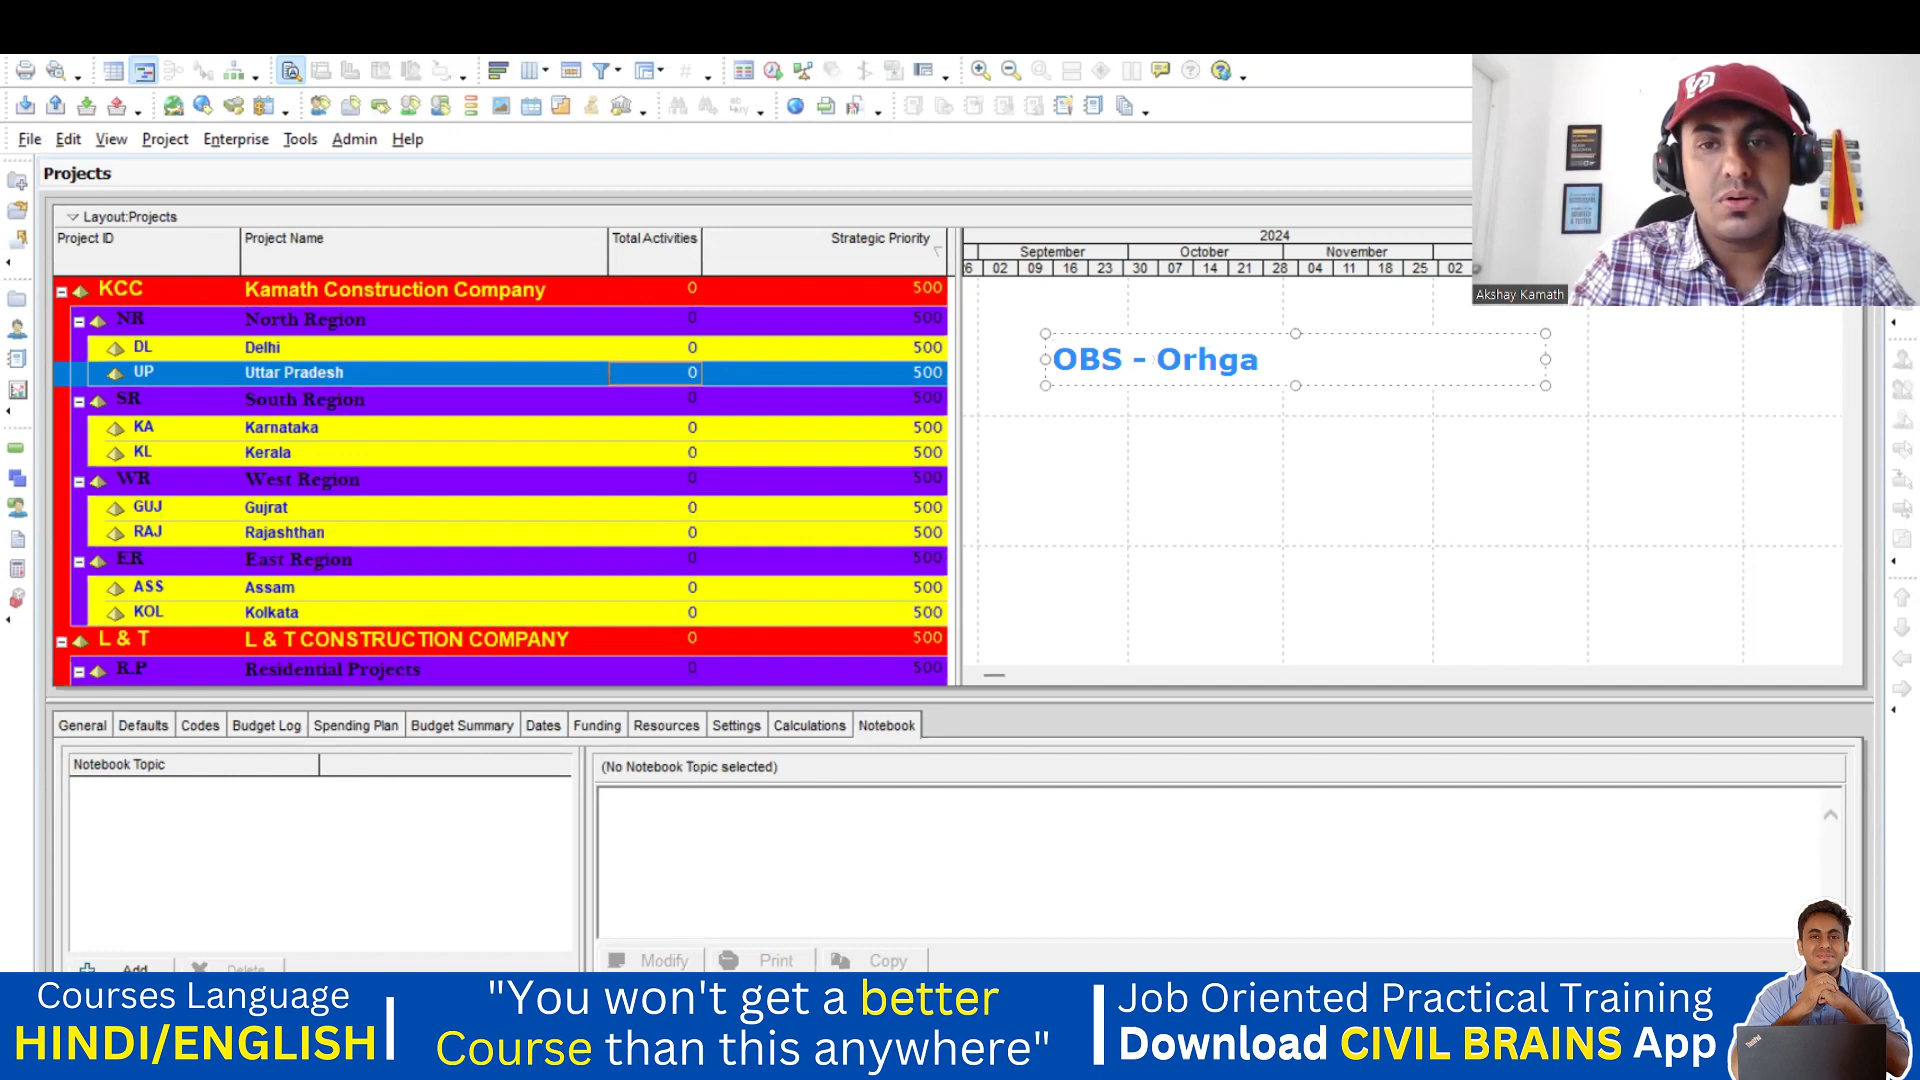 File Edit View Project Enterprise Tools Admin Help
Projects
Layout:Projects
Project ID Project Name Total Activities Strategic Priority
2024
September October November
02 09 16 23 30 07 14 21 28 04 11 18 25 02
KCC Kamath Construction Company 0 500
NR North Region 0 500
DL Delhi 0 500
UP Uttar Pradesh 0 500
SR South Region 0 500
KA Karnataka 0 500
KL Kerala 0 500
WR West Region 0 500
GUJ Gujrat 0 500
RAJ Rajashthan 0 500
ER East Region 0 500
ASS Assam 0 500
KOL Kolkata 0 500
L & T L & T CONSTRUCTION COMPANY 0 500
R.P Residential Projects 0 500
OBS - Orhga
Akshay Kamath
General Defaults Codes Budget Log Spending Plan Budget Summary Dates Funding Resources Settings Calculations Notebook
Notebook Topic
(No Notebook Topic selected)
Add Delete
Modify Print Copy
Courses Language
HINDI/ENGLISH
"You won't get a better
Course than this anywhere"
Job Oriented Practical Training
Download CIVIL BRAINS App